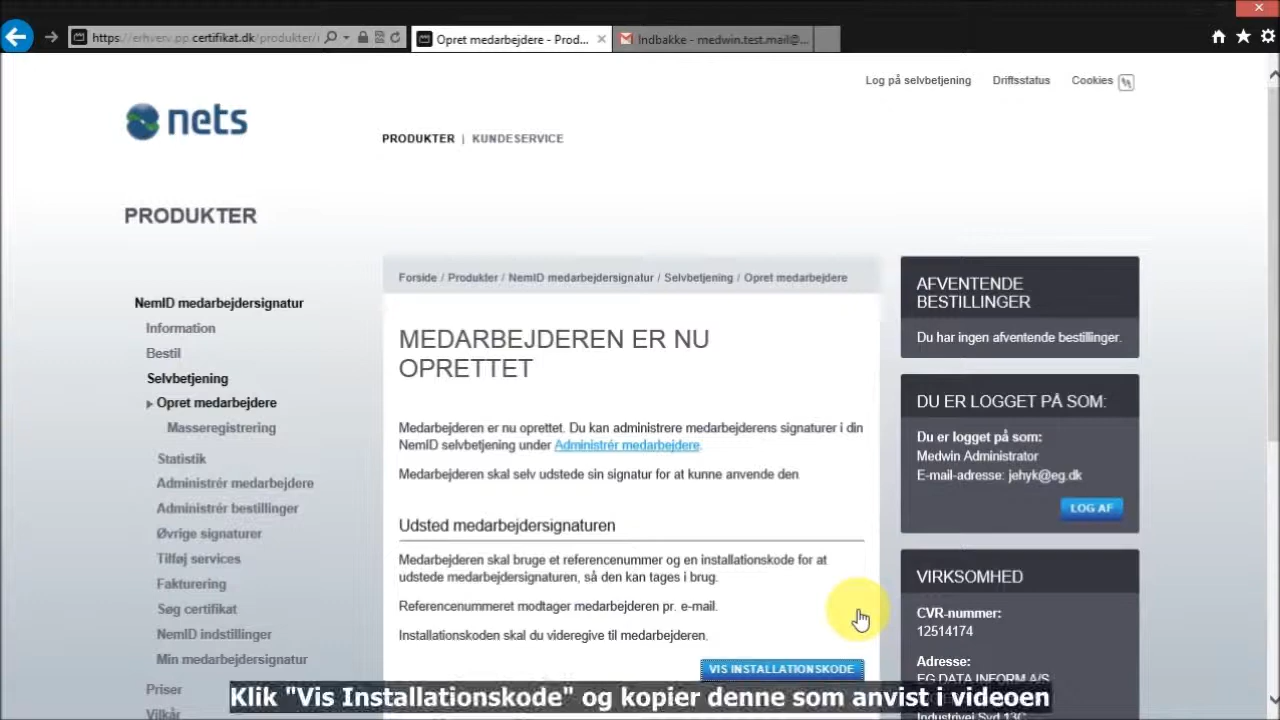 https://erhverv.pp.certifikat.dk/produkter/
Opret medarbejdere - Prod...
Indbakke - medwin.test.mail@...
Log på selvbetjening
Driftsstatus
Cookies
nets
PRODUKTER | KUNDESERVICE
PRODUKTER
NemID medarbejdersignatur
Information
Bestil
Selvbetjening
Opret medarbejdere
Masseregistrering
Statistik
Administrér medarbejdere
Administrér bestillinger
Øvrige signaturer
Tilføj services
Fakturering
Søg certifikat
NemID indstillinger
Min medarbejdersignatur
Priser
Vilkår
Forside / Produkter / NemID medarbejdersignatur / Selvbetjening / Opret medarbejdere
MEDARBEJDEREN ER NU
OPRETTET
Medarbejderen er nu oprettet. Du kan administrere medarbejderens signaturer i din
NemID selvbetjening under Administrér medarbejdere.
Medarbejderen skal selv udstede sin signatur for at kunne anvende den
Udsted medarbejdersignaturen
Medarbejderen skal bruge et referencenummer og en installationskode for at
udstede medarbejdersignaturen, så den kan tages i brug.
Referencenummeret modtager medarbejderen pr. e-mail.
Installationskoden skal du videregive til medarbejderen.
VIS INSTALLATIONSKODE
AFVENTENDE
BESTILLINGER
Du har ingen afventende bestillinger.
DU ER LOGGET PÅ SOM:
Du er logget på som:
Medwin Administrator
E-mail-adresse: jehyk@eg.dk
LOG AF
VIRKSOMHED
CVR-nummer:
12514174
Adresse:
EG DATA INFORM A/S
Industrivej Syd 13C
Klik "Vis Installationskode" og kopier denne som anvist i videoen